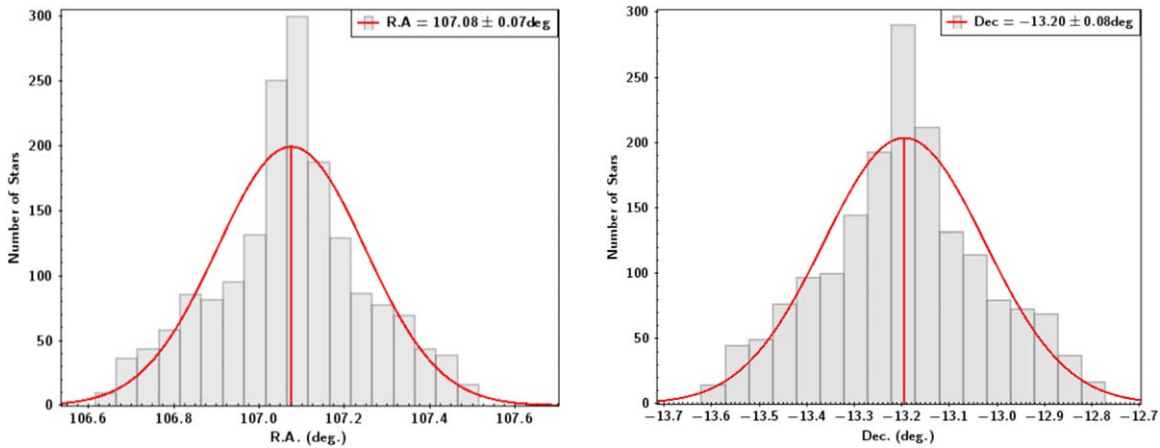 300
250
200
150
100
50
0
Number of Stars
R.A = 107.08 ± 0.07deg
106.6 106.8 107.0 107.2 107.4 107.6
R.A. (deg.)
300
250
200
150
100
50
0
Number of Stars
Dec = −13.20 ± 0.08deg
−13.7 −13.6 −13.5 −13.4 −13.3 −13.2 −13.1 −13.0 −12.9 −12.8 −12.7
Dec. (deg.)